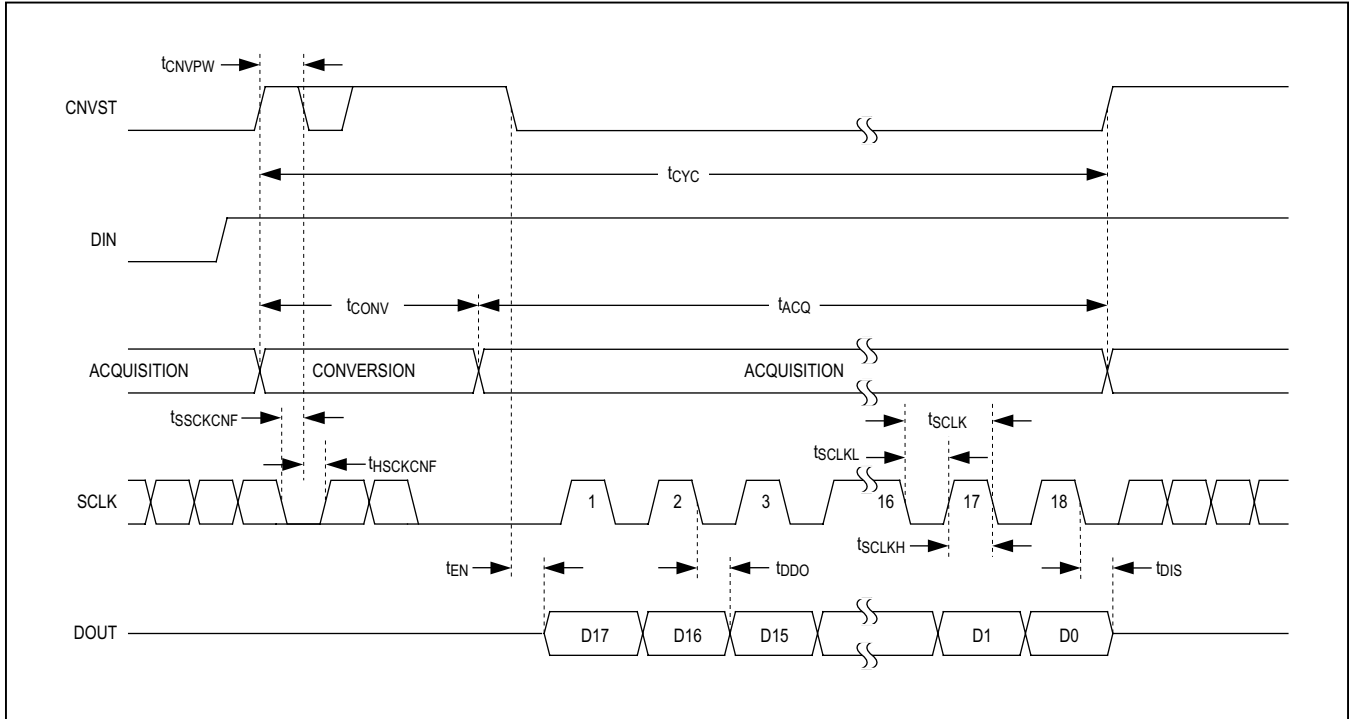 tCNVPW
CNVST
tCYC
DIN
tCONV
tACQ
ACQUISITION
CONVERSION
ACQUISITION
tSSCKCNF
tSCLK
tHSCKCNF
tSCLKL
SCLK
1
2
3
16
17
18
tSCLKH
tEN
tDDO
tDIS
DOUT
D17
D16
D15
D1
D0